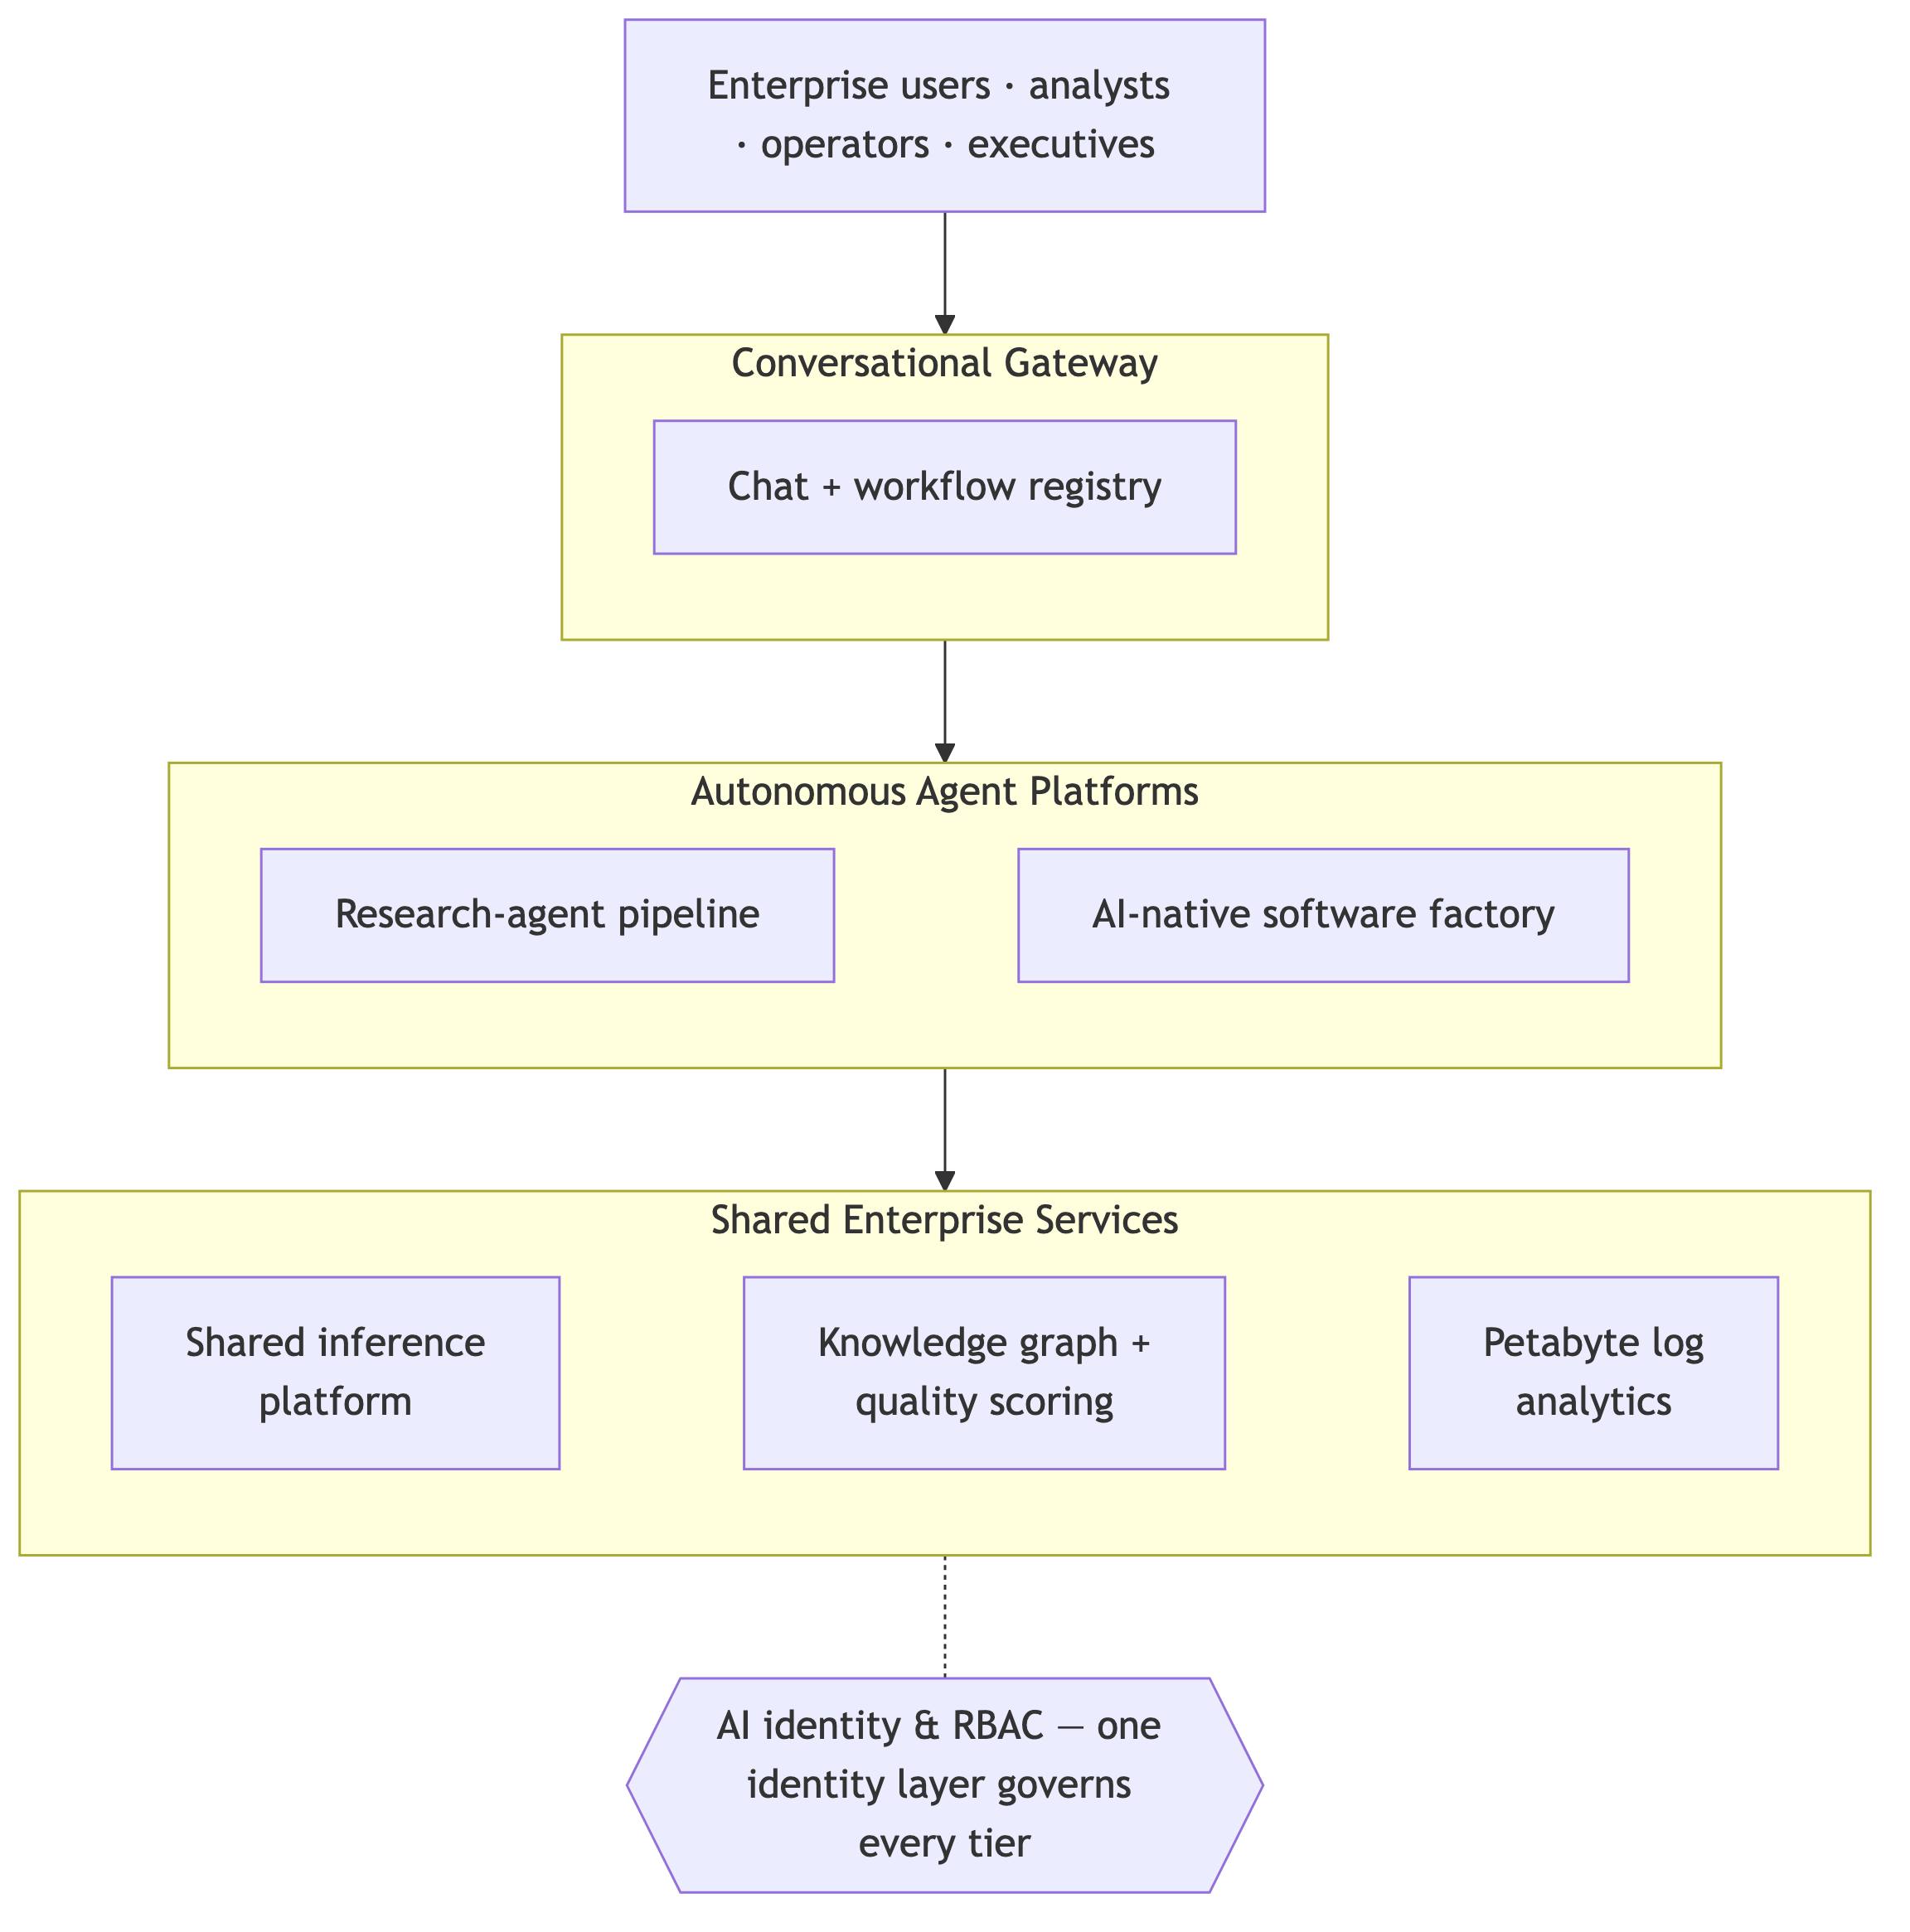 Enterprise users · analysts
· operators · executives
Conversational Gateway
Chat + workflow registry
Autonomous Agent Platforms
Research-agent pipeline
AI-native software factory
Shared Enterprise Services
Shared inference
platform
Knowledge graph +
quality scoring
Petabyte log
analytics
AI identity & RBAC — one
identity layer governs
every tier